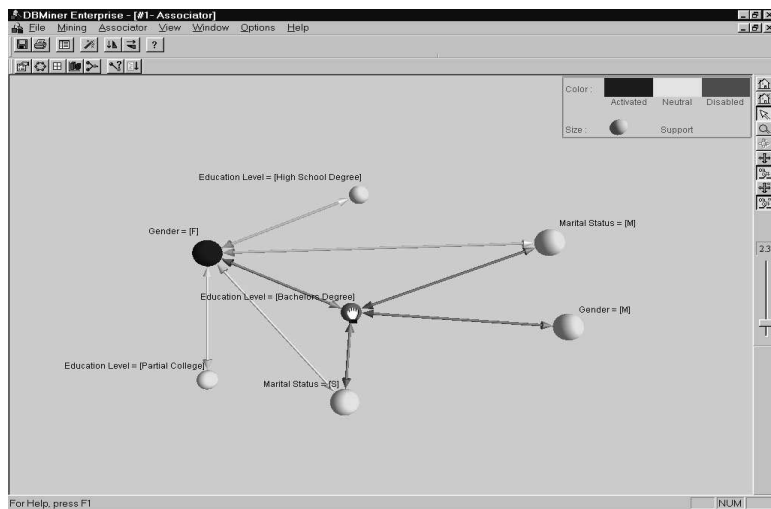 DBMiner Enterprise - [#1- Associator]
File Mining Associator View Window Options Help
Color :
Activated Neutral Disabled
Size : Support
Education Level = [High School Degree]
Gender = [F]
Marital Status = [M]
2.3
Education Level = [Bachelors Degree]
Gender = [M]
Education Level = [Partial College]
Marital Status = [S]
For Help, press F1
NUM